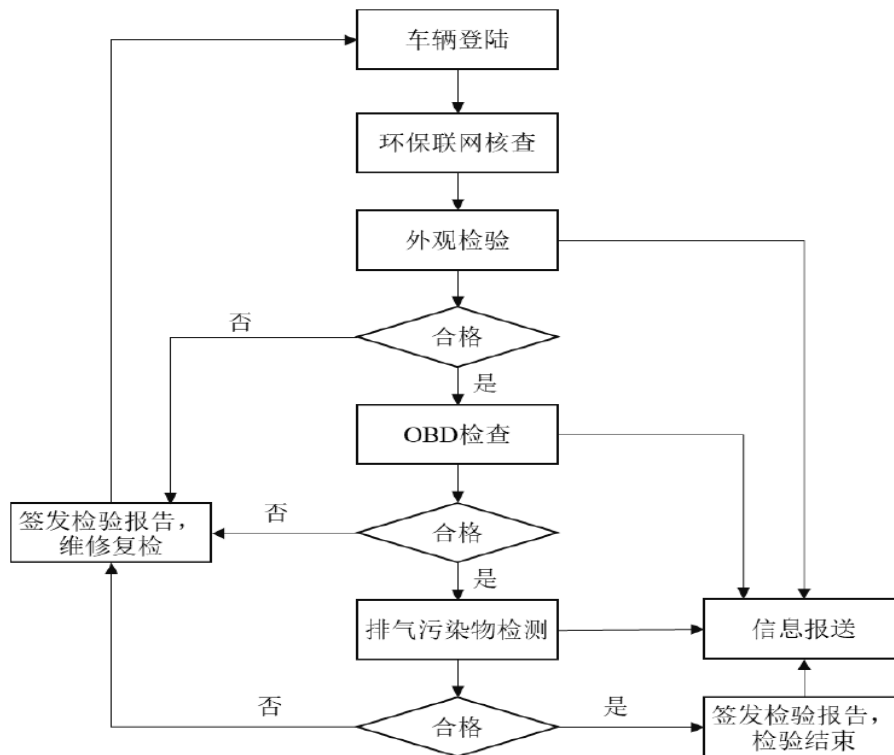 车辆登陆
环保联网核查
外观检验
否
合格
是
OBD检查
签发检验报告，
维修复检
否
合格
是
排气污染物检测
信息报送
否
合格
是
签发检验报告，
检验结束